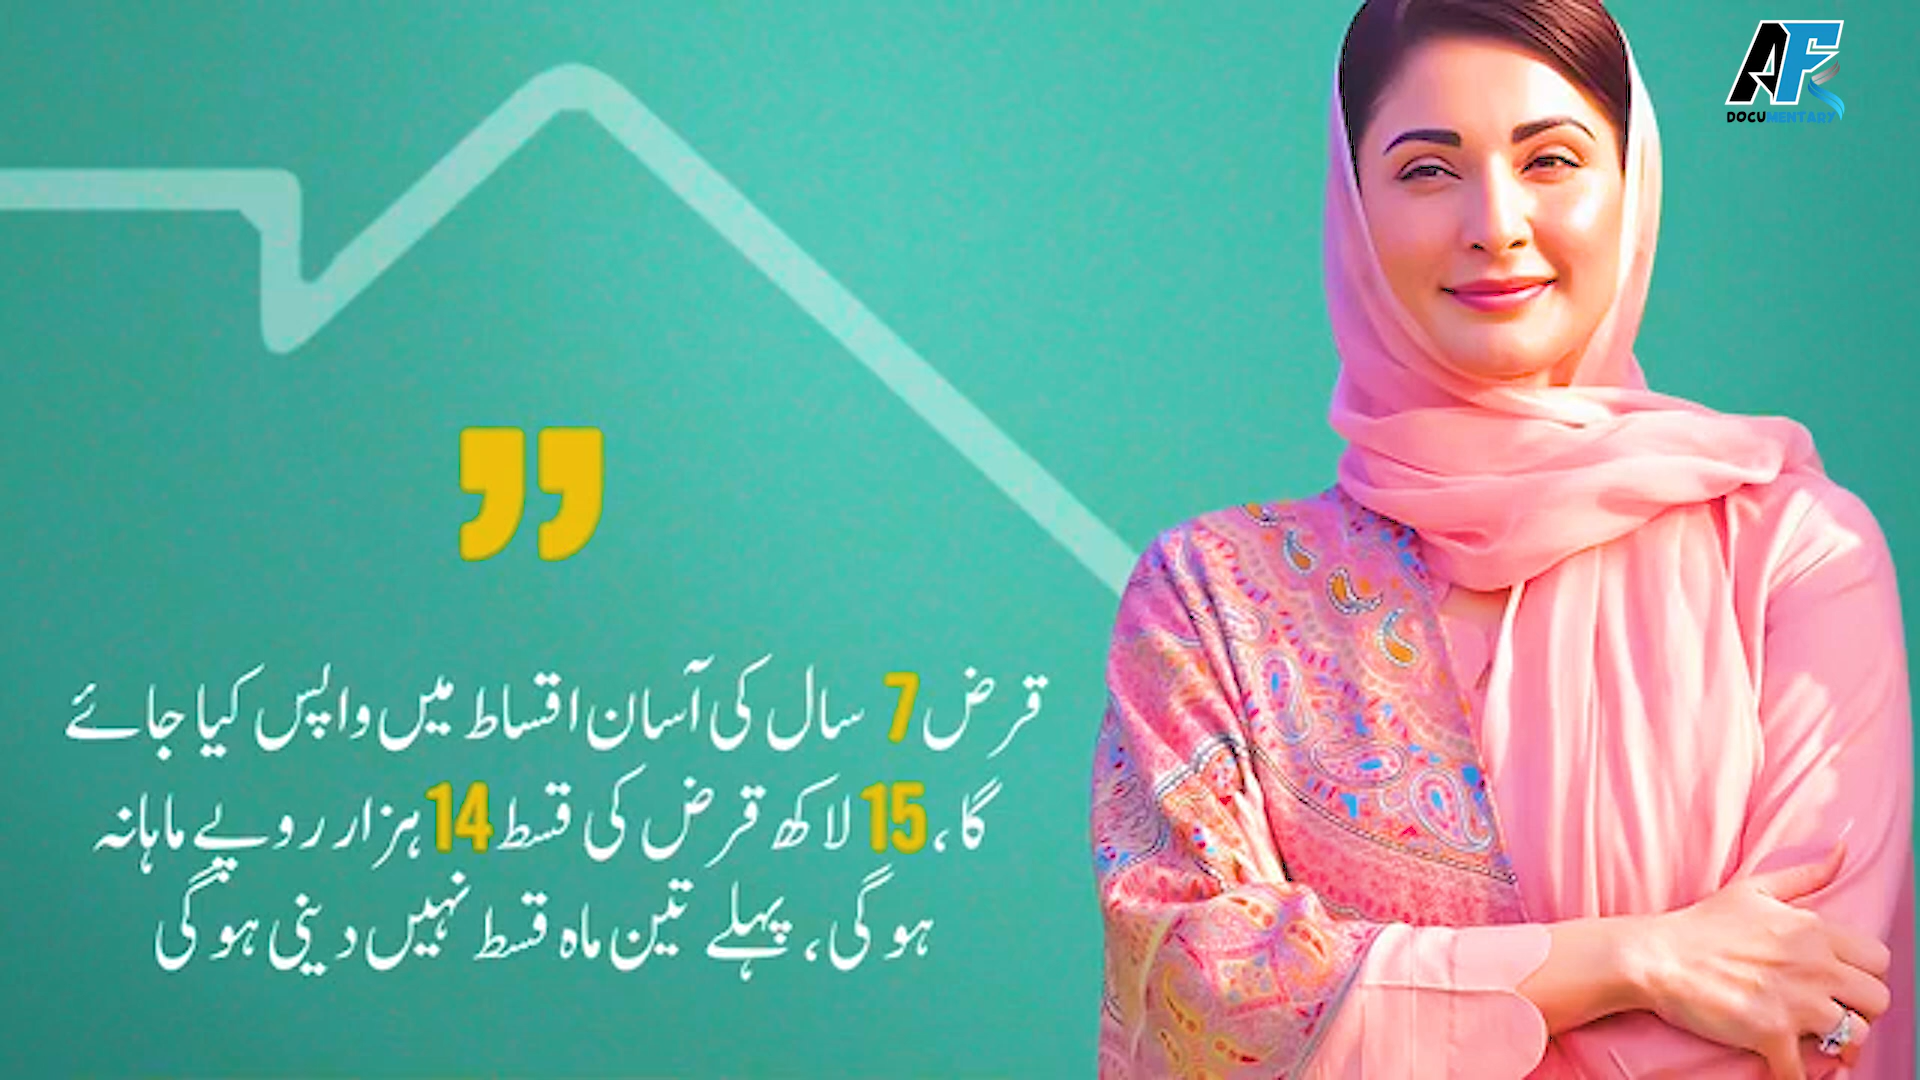 AF
DOCUMENTARY
”
قرض 7 سال کی آسان اقساط میں واپس کیا جائے
گا، 15 لاکھ قرض کی قسط 14 ہزار روپے ماہانہ
ہو گی، پہلے تین ماہ قسط نہیں دینی ہو گی